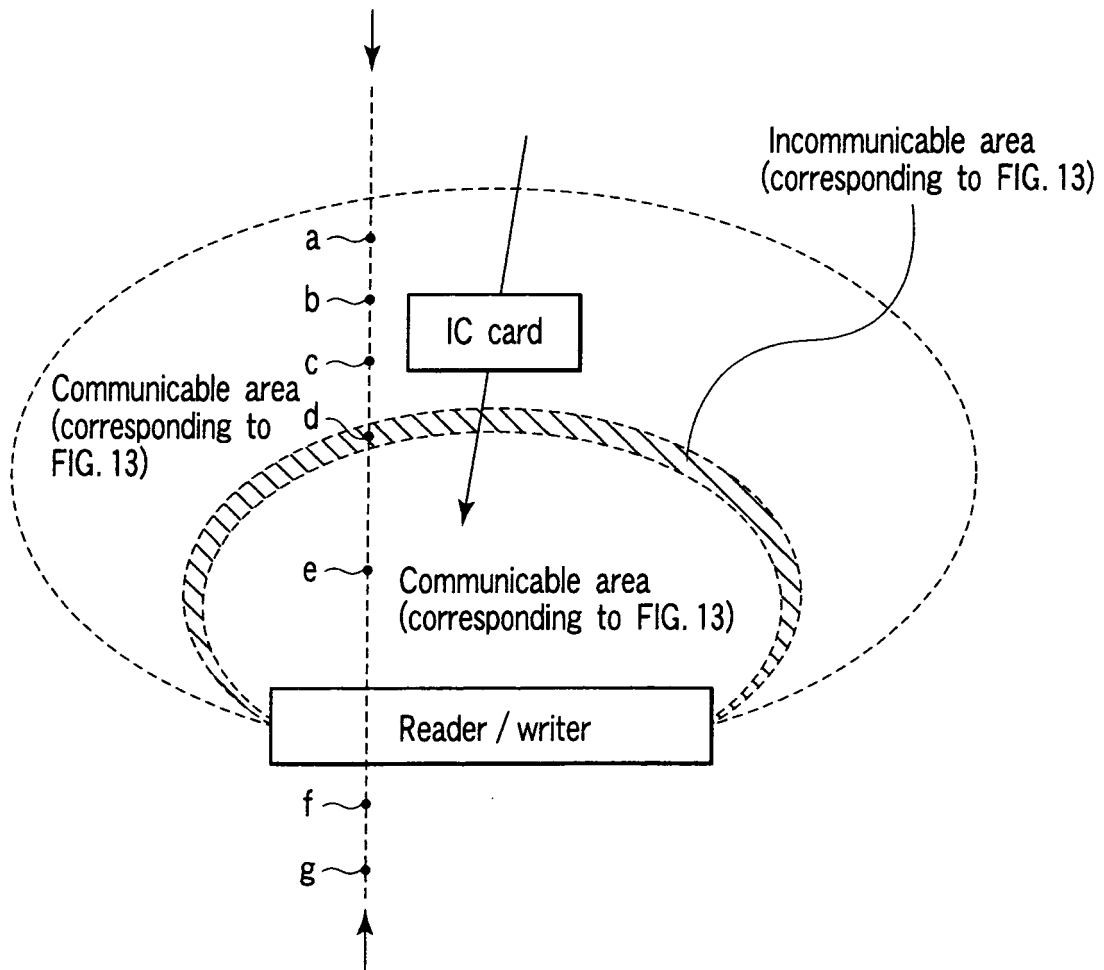 Incommunicable area
(corresponding to FIG. 13)
a
b
IC card
c
Communicable area
(corresponding to
FIG. 13)
d
e
Communicable area
(corresponding to FIG. 13)
Reader / writer
f
g